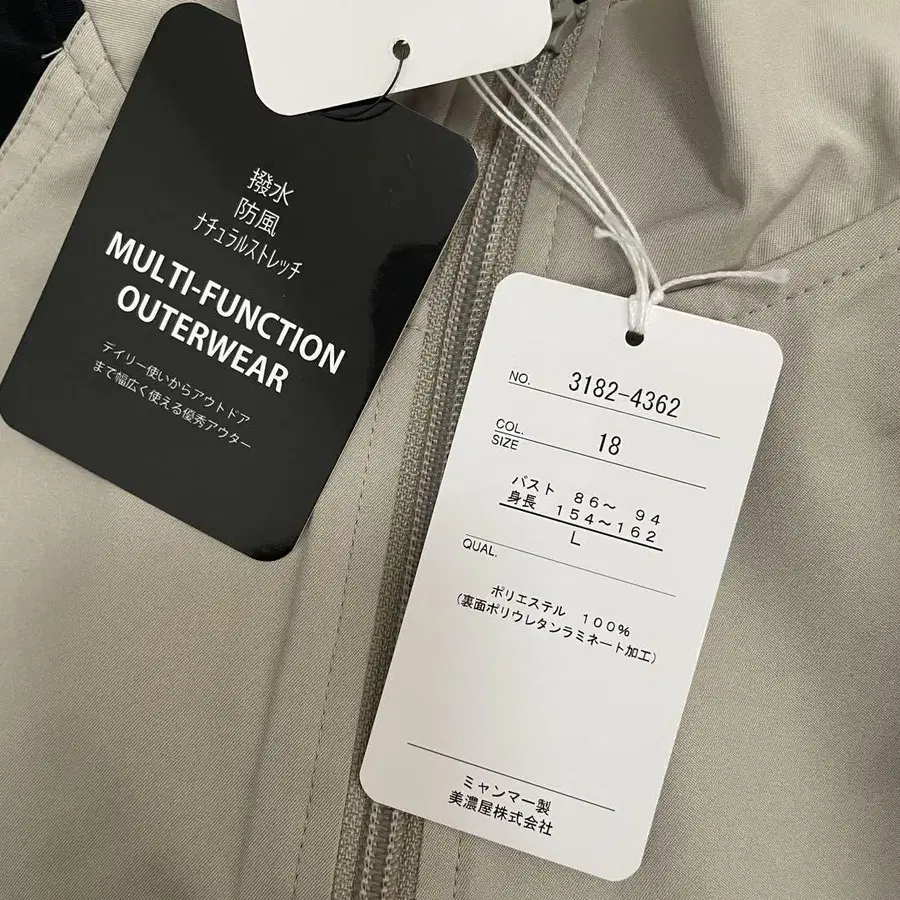 撥水
防風
ナチュラルストレッチ
MULTI-FUNCTION
OUTERWEAR
デイリー使いからアウトドア
まで幅広く使える優秀アウター
NO. 3182-4362
COL. 18
SIZE
バスト 86～ 94
身長 154～162
L
QUAL.
ポリエステル 100%
(裏面ポリウレタンラミネート加工)
ミャンマー製
美濃屋株式会社